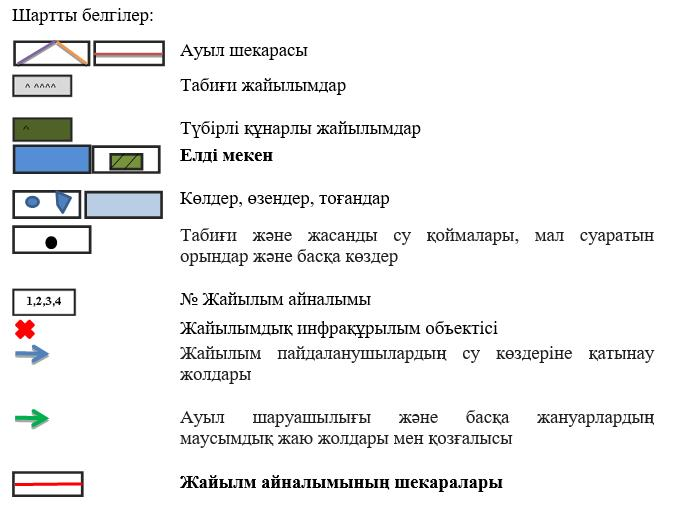 Шартты белгілер:
Ауыл шекарасы
^ ^^^^ Табиғи жайылымдар
^ Түбірлі құнарлы жайылымдар
Елді мекен
Көлдер, өзендер, тоғандар
Табиғи және жасанды су қоймалары, мал суаратын
орындар және басқа көздер
1,2,3,4 № Жайылым айналымы
Жайылымдық инфрақұрылым объектісі
Жайылым пайдаланушылардың су көздеріне қатынау
жолдары
Ауыл шаруашылығы және басқа жануарлардың
маусымдық жаю жолдары мен қозғалысы
Жайылм айналымының шекаралары